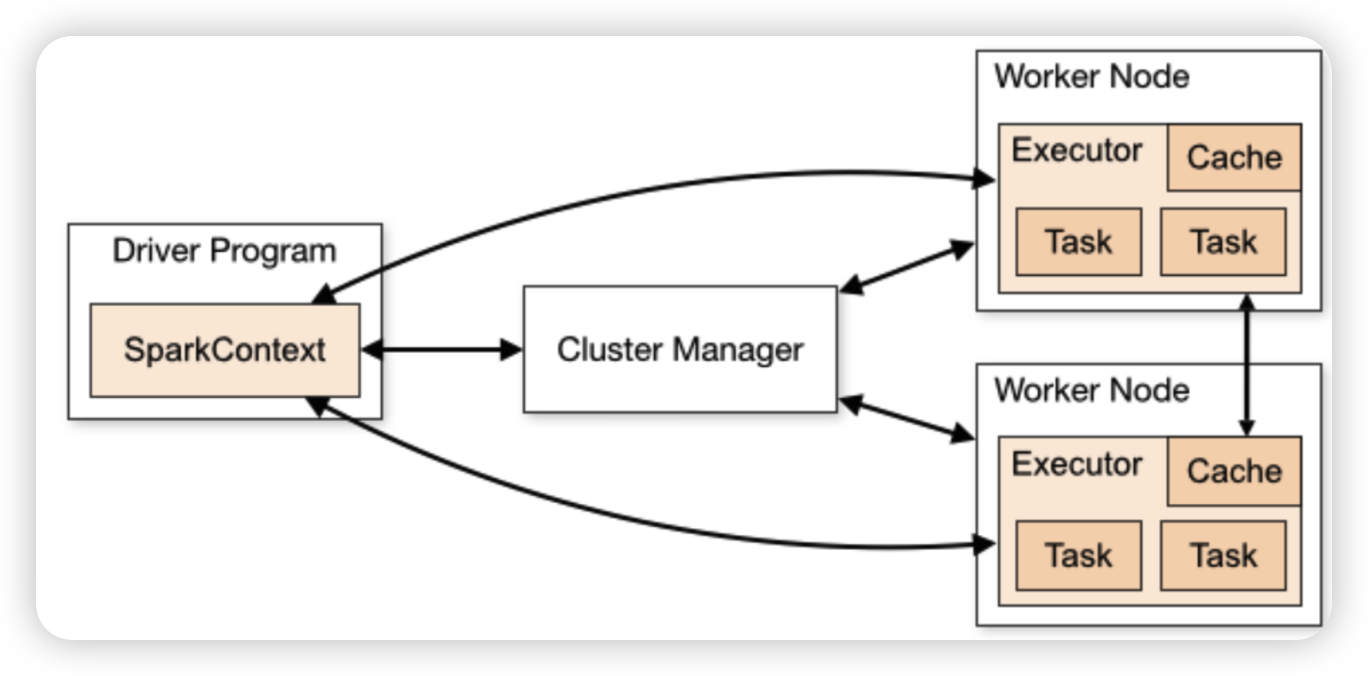 Driver Program
SparkContext
Cluster Manager
Worker Node
Executor
Cache
Task
Task
Worker Node
Executor
Cache
Task
Task